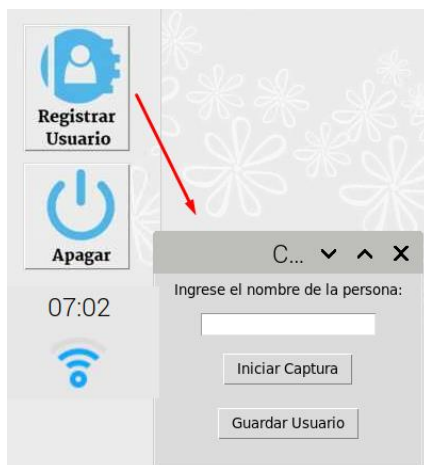 Registrar
Usuario
Apagar
07:02
C...
Ingrese el nombre de la persona:
Iniciar Captura
Guardar Usuario